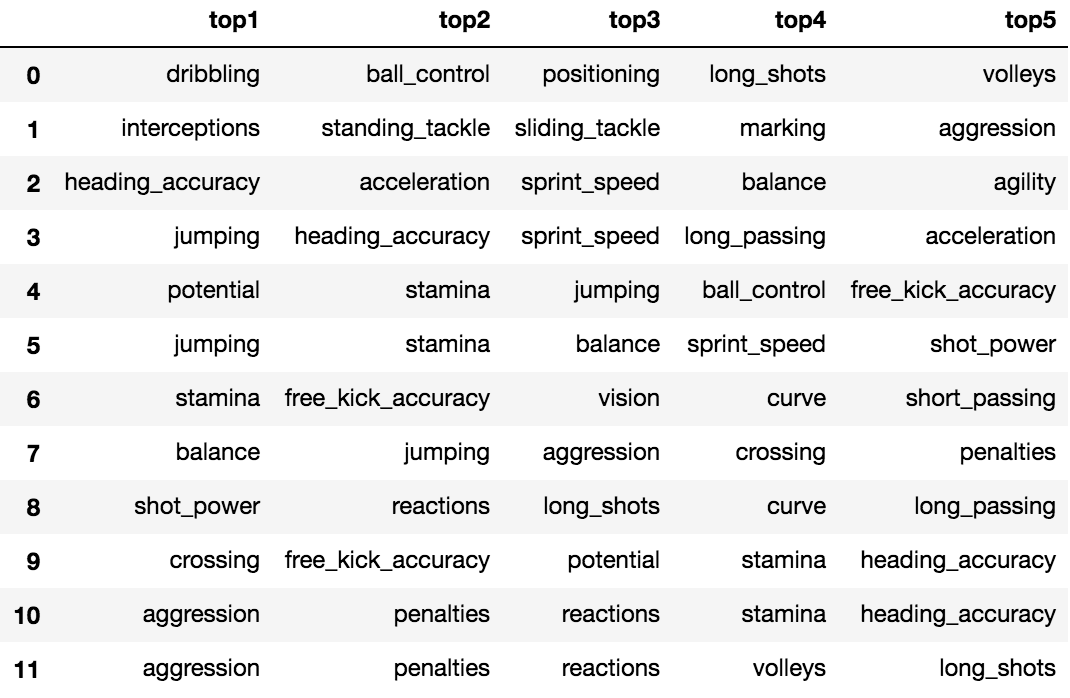 top1 top2 top3 top4 top5
0 dribbling ball_control positioning long_shots volleys
1 interceptions standing_tackle sliding_tackle marking aggression
2 heading_accuracy acceleration sprint_speed balance agility
3 jumping heading_accuracy sprint_speed long_passing acceleration
4 potential stamina jumping ball_control free_kick_accuracy
5 jumping stamina balance sprint_speed shot_power
6 stamina free_kick_accuracy vision curve short_passing
7 balance jumping aggression crossing penalties
8 shot_power reactions long_shots curve long_passing
9 crossing free_kick_accuracy potential stamina heading_accuracy
10 aggression penalties reactions stamina heading_accuracy
11 aggression penalties reactions volleys long_shots